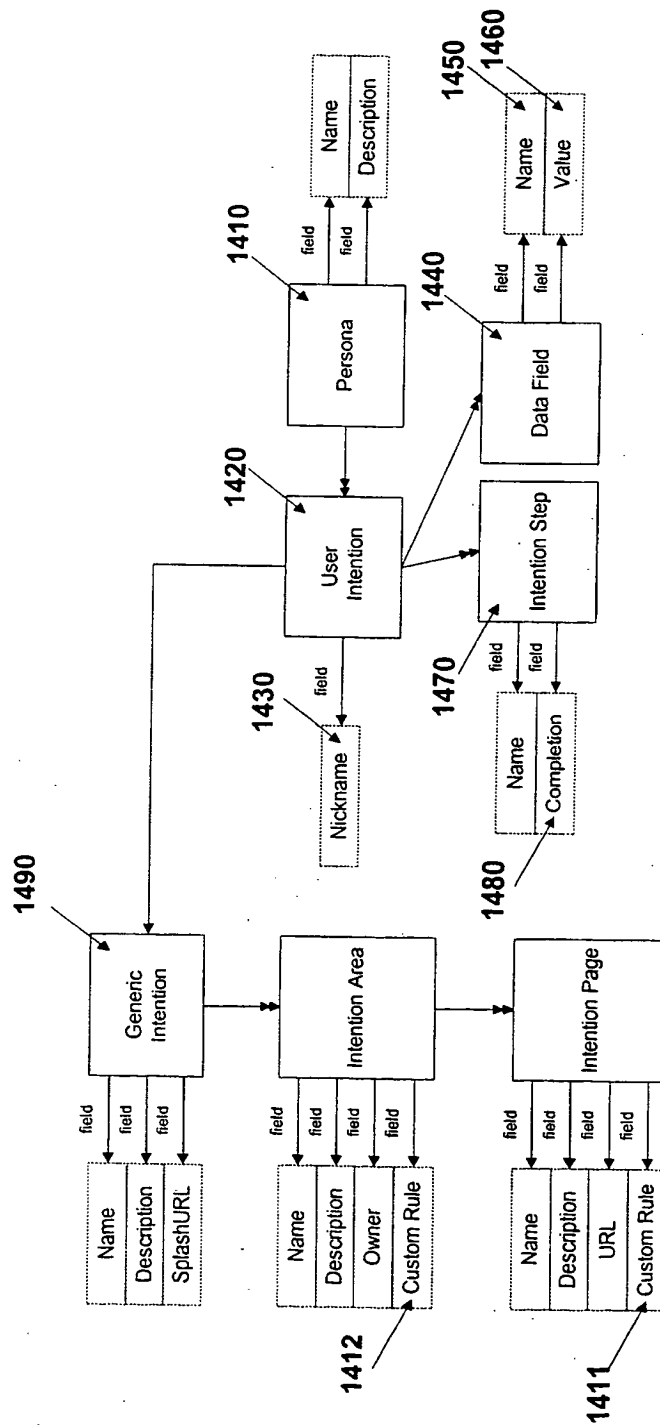 1490
Generic
Intention
field
field
field
Name
Description
SplashURL
Intention Area
field
field
field
field
Name
Description
Owner
Custom Rule
1412
Intention Page
field
field
field
field
Name
Description
URL
Custom Rule
1411
1420
User
Intention
field
1430
Nickname
1410
Persona
field
field
Name
Description
Intention Step
1470
field
field
Name
Completion
1480
1440
Data Field
field
field
1450
1460
Name
Value